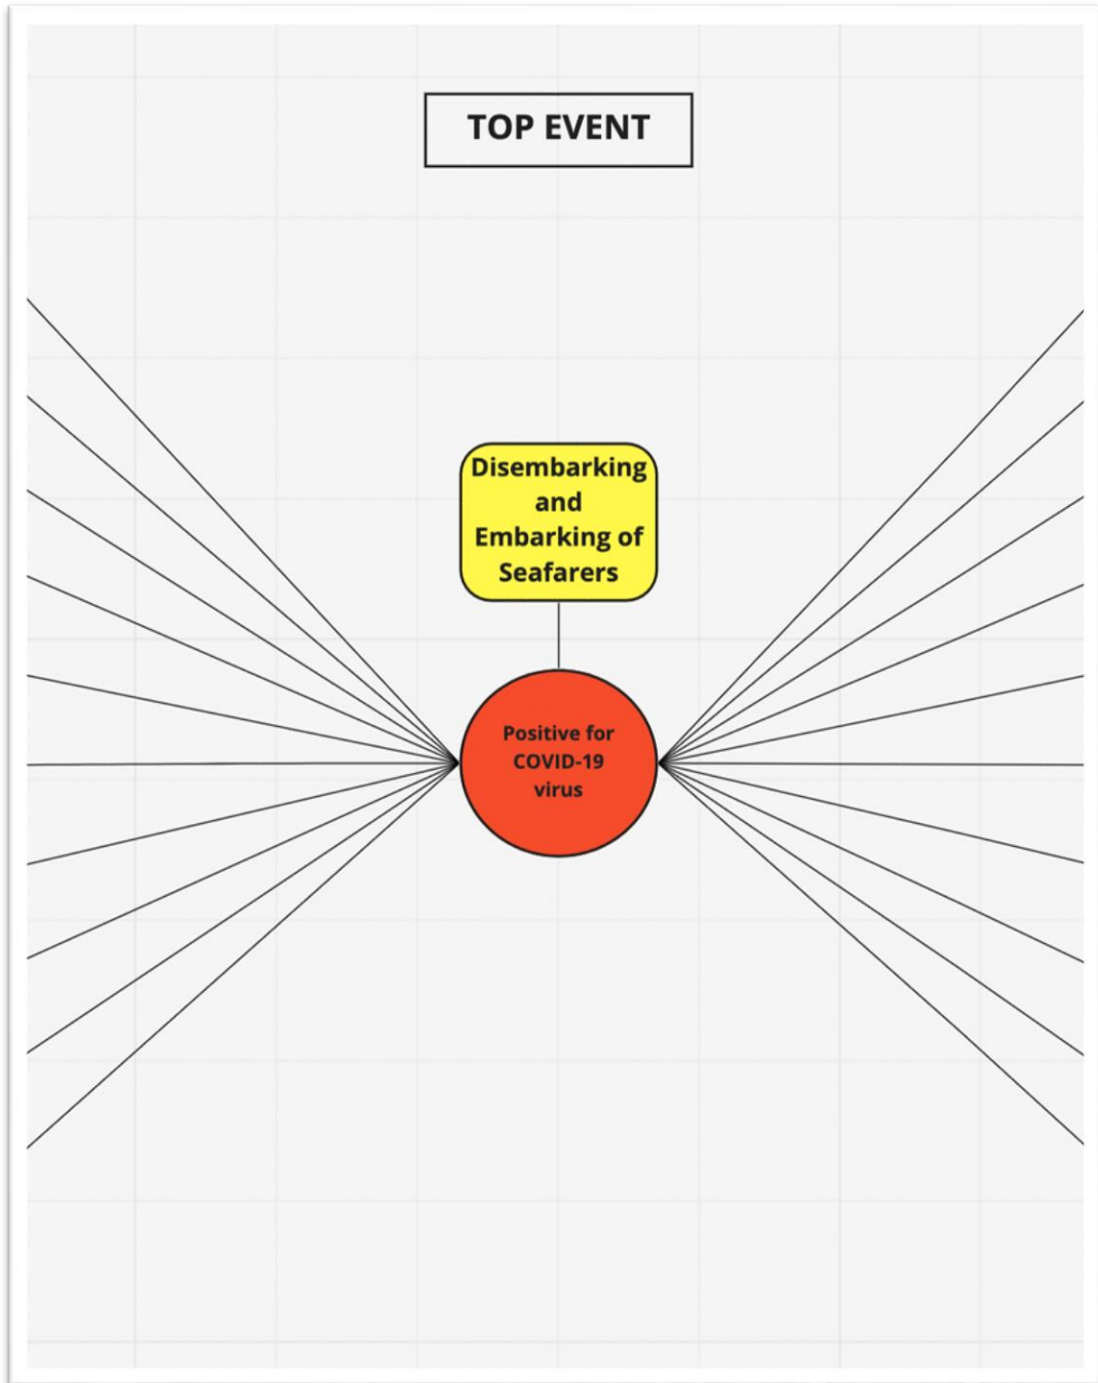 TOP EVENT
Disembarking
and
Embarking of
Seafarers
Positive for
COVID-19
virus